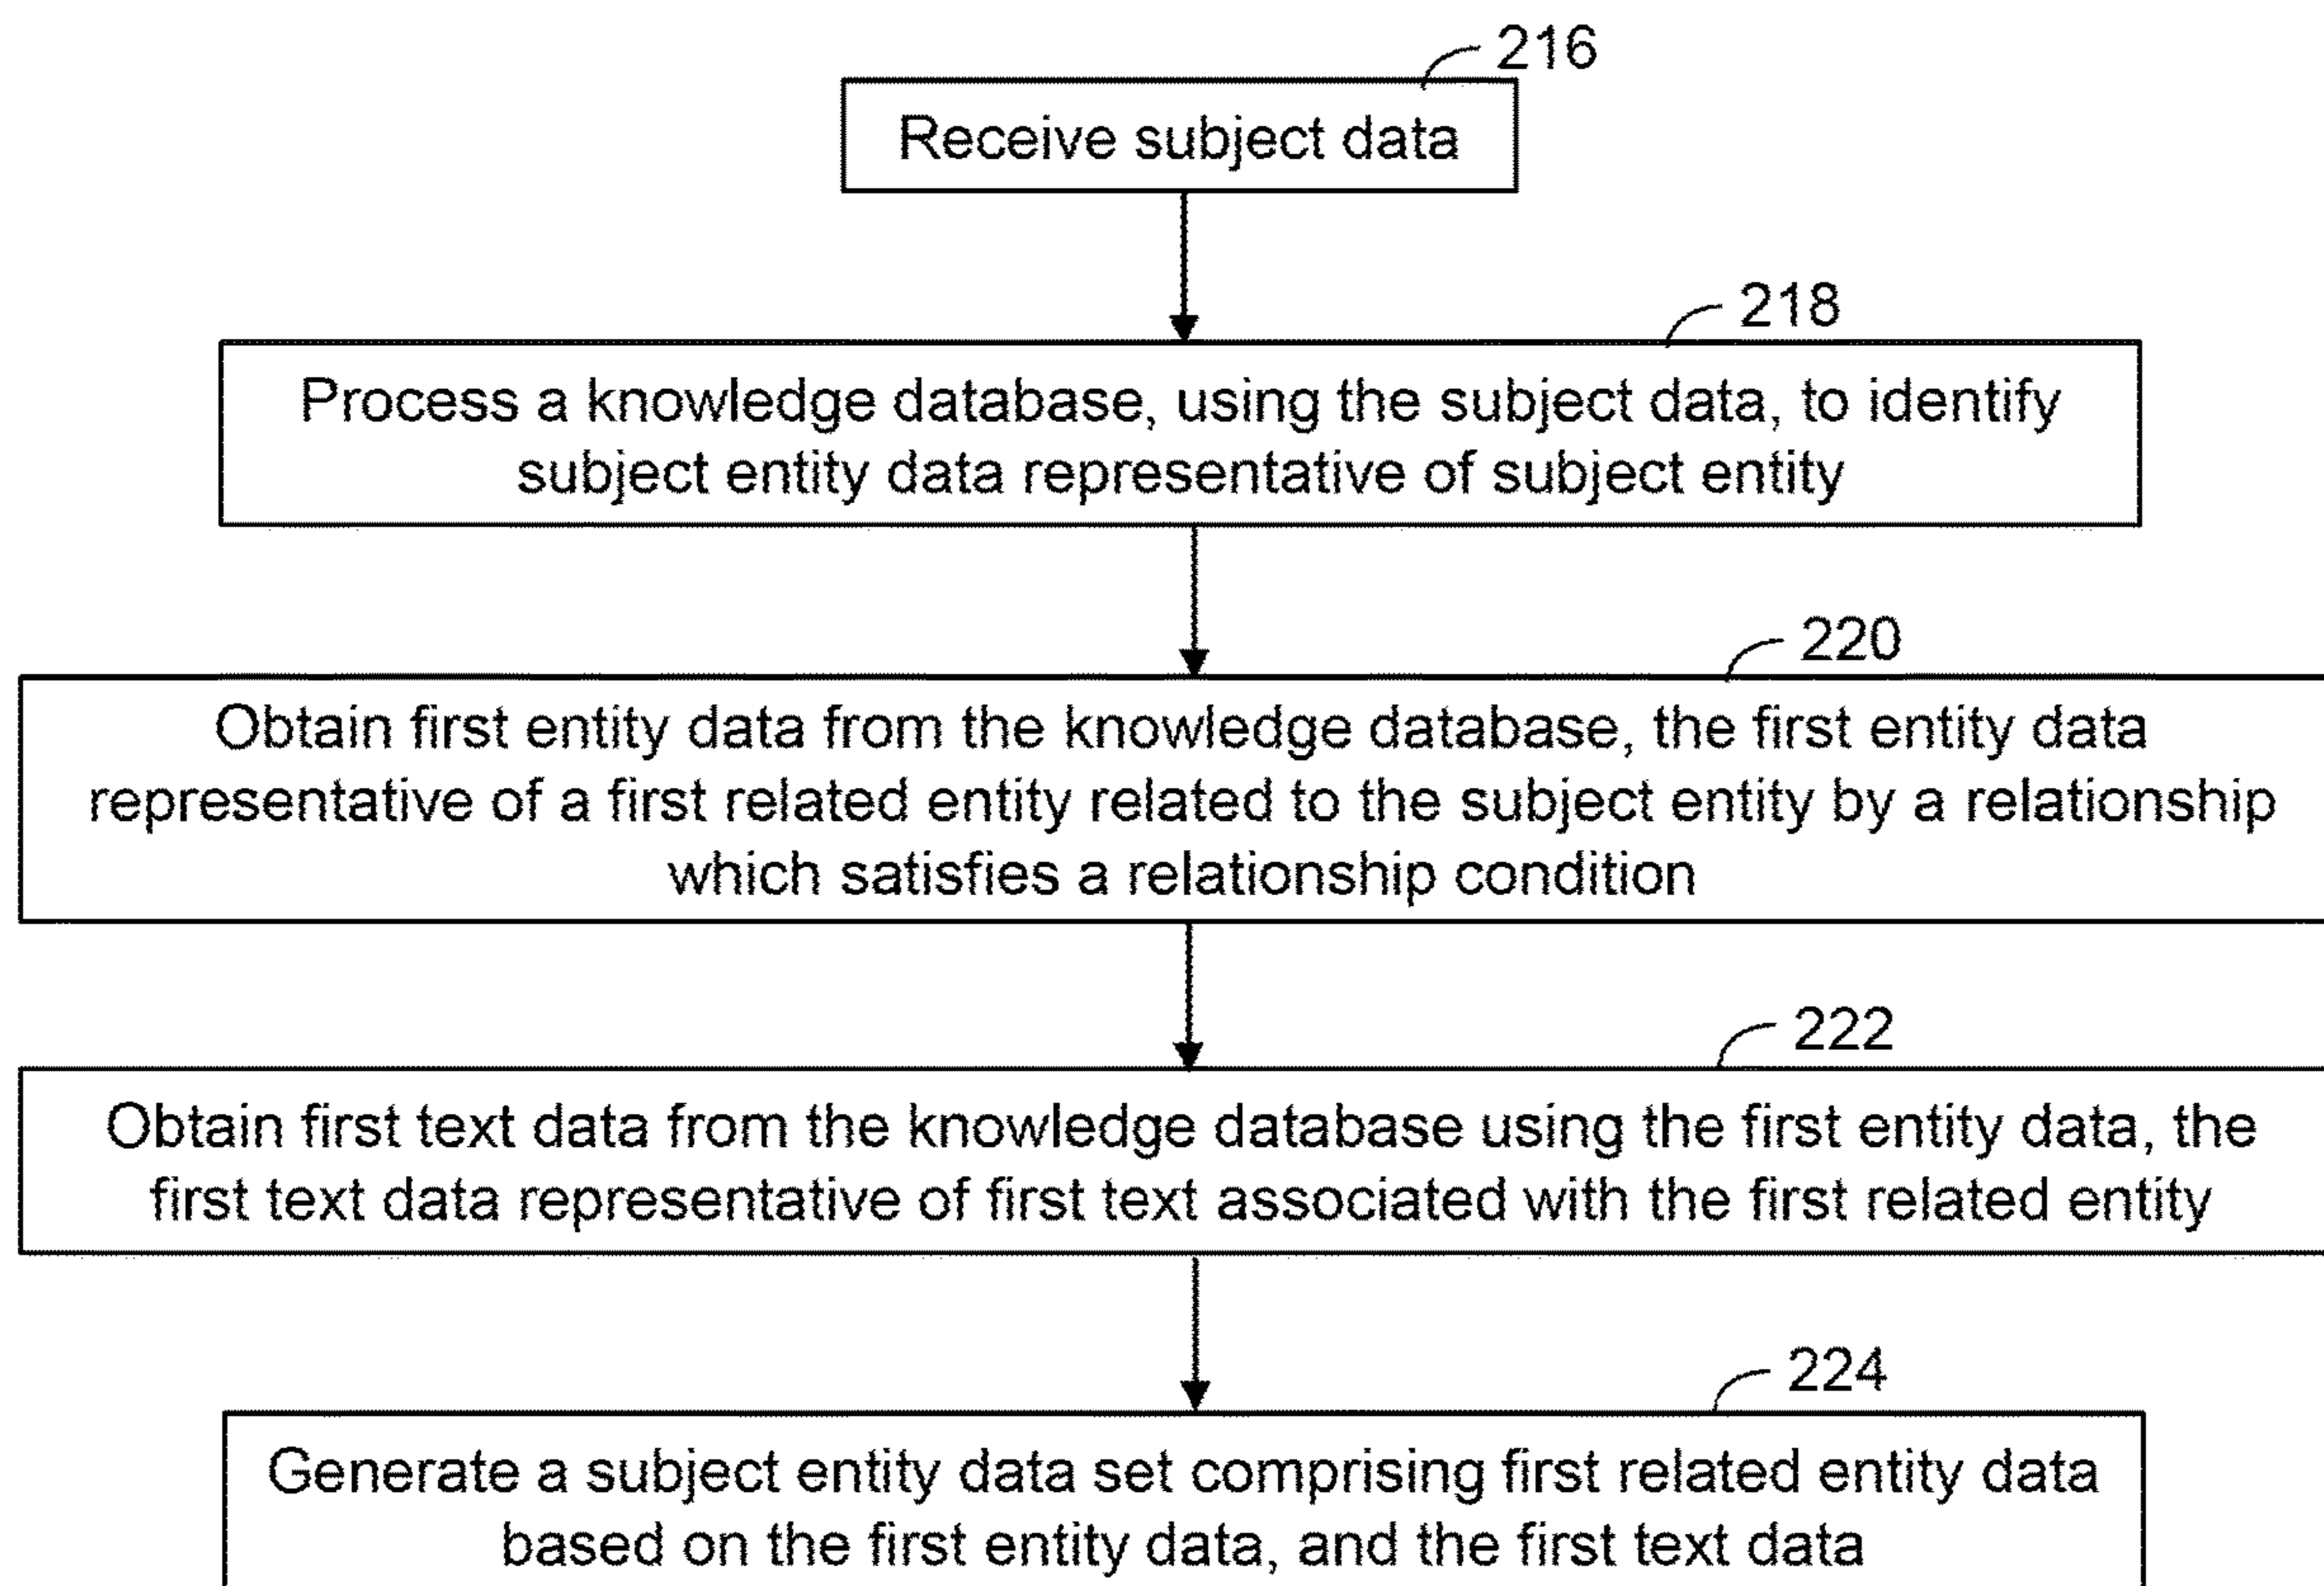 216
Receive subject data
218
Process a knowledge database, using the subject data, to identify
subject entity data representative of subject entity
220
Obtain first entity data from the knowledge database, the first entity data
representative of a first related entity related to the subject entity by a relationship
which satisfies a relationship condition
222
Obtain first text data from the knowledge database using the first entity data, the
first text data representative of first text associated with the first related entity
224
Generate a subject entity data set comprising first related entity data
based on the first entity data, and the first text data